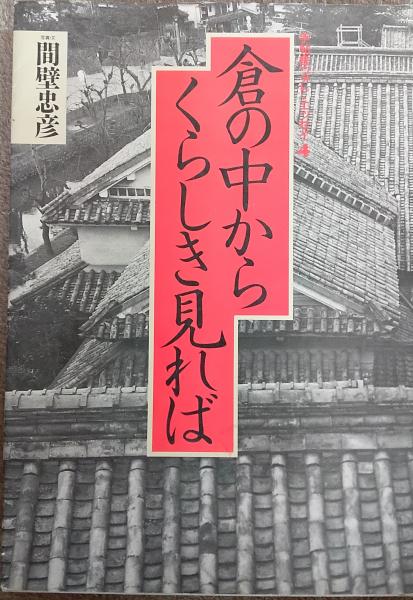 倉の中から
くらしき見れば
写真・文
間壁忠彦